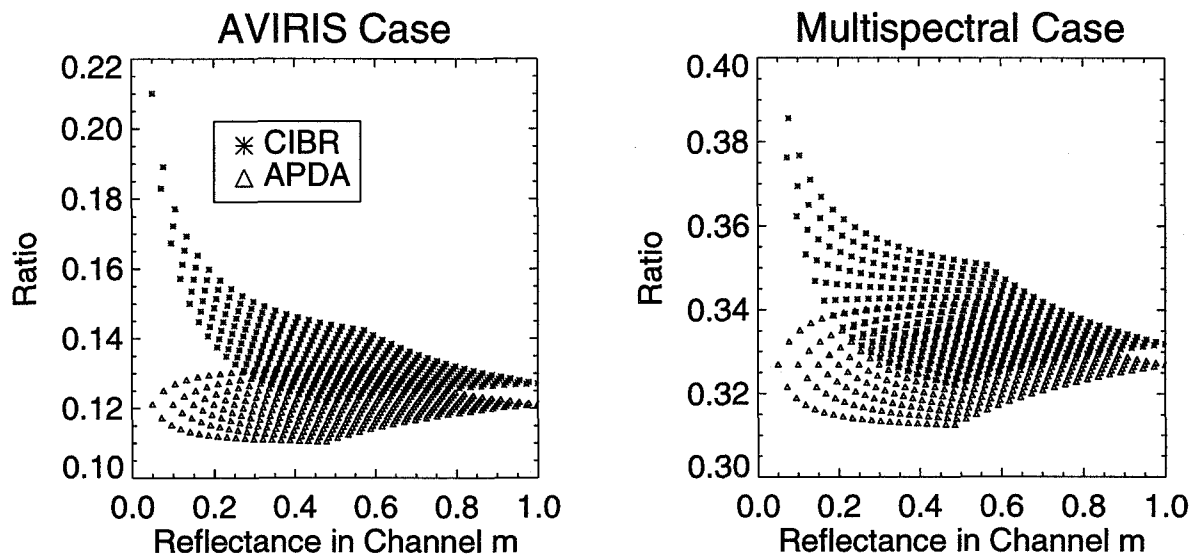 AVIRIS Case
0.22
0.20
0.18
0.16
0.14
0.12
0.10
Ratio
CIBR
APDA
0.0 0.2 0.4 0.6 0.8 1.0
Reflectance in Channel m
Multispectral Case
0.40
0.38
0.36
0.34
0.32
0.30
Ratio
0.0 0.2 0.4 0.6 0.8 1.0
Reflectance in Channel m